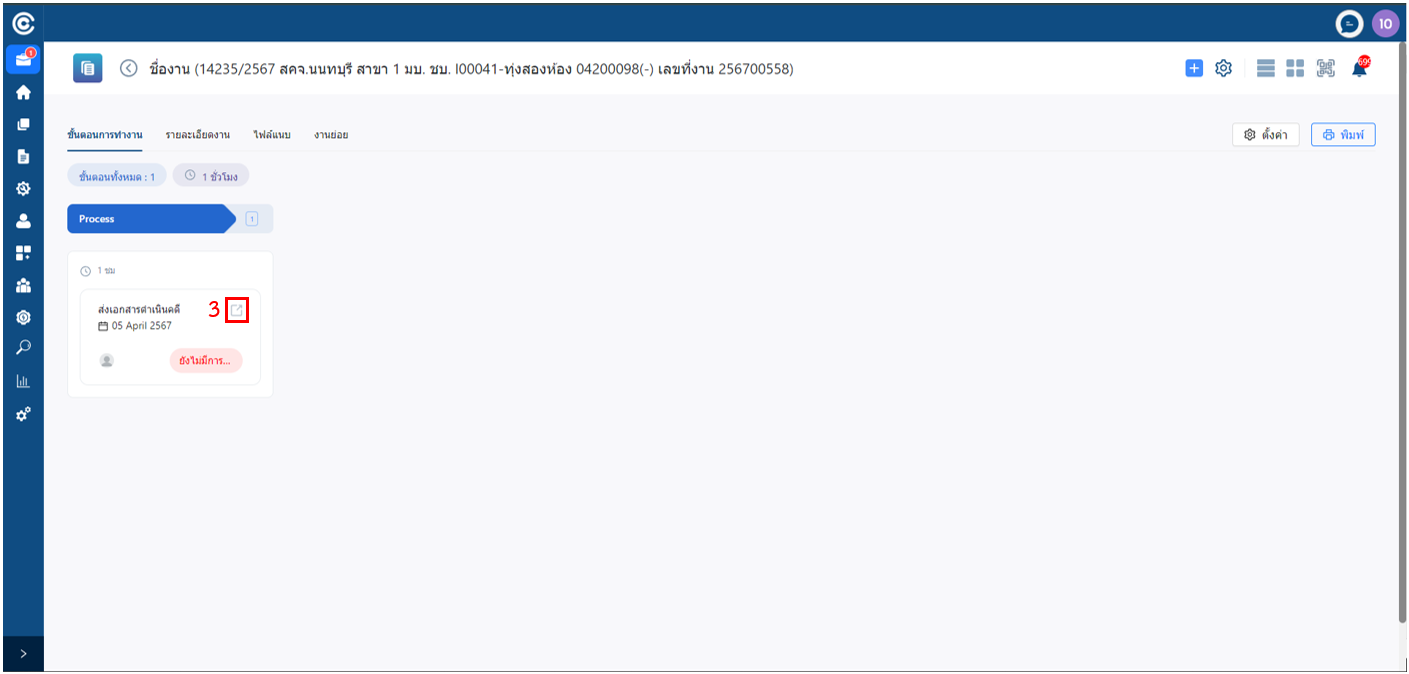 10
1
ชื่องาน (14235/2567 สคจ.นนทบุรี สาขา 1 มบ. ชบ. I00041-ทุ่งสองห้อง 04200098(-) เลขที่งาน 256700558)
699
ขั้นตอนการทำงาน รายละเอียดงาน ไฟล์แนบ งานย่อย
ตั้งค่า พิมพ์
ขั้นตอนทั้งหมด : 1 1 ชั่วโมง
Process 1
1 ชม
ส่งเอกสารดำเนินคดี 3
05 April 2567
ยังไม่มีการ...